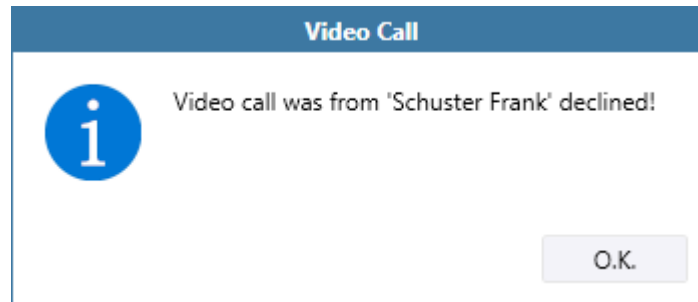 Video Call
Video call was from 'Schuster Frank' declined!
O.K.